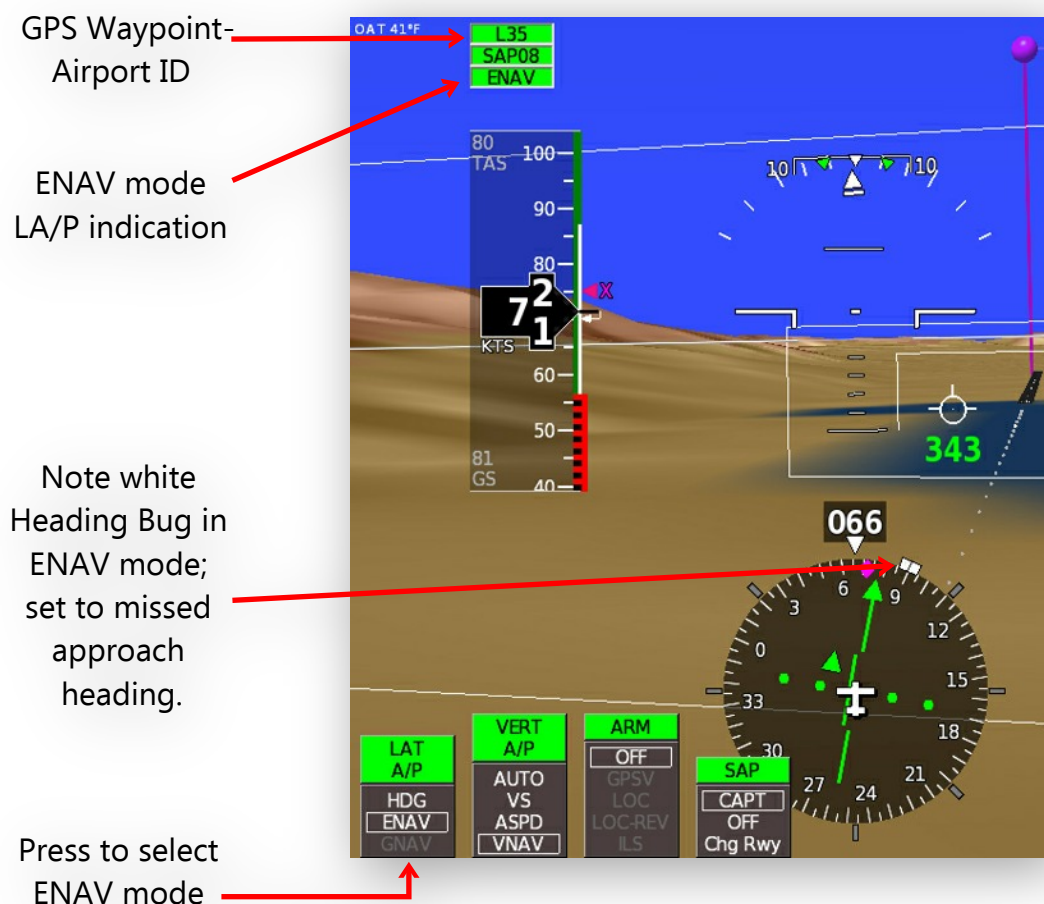 GPS Waypoint-
Airport ID
ENAV mode
LA/P indication
Note white
Heading Bug in
ENAV mode;
set to missed
approach
heading.
Press to select
ENAV mode
OAT 41°F
L35
SAP08
ENAV
80
TAS
100
90
80
72
1
KTS
60
50
81
GS
40
X
10 10
343
066
6
9
3
12
0
15
33
18
30
21
27
24
LAT
A/P
HDG
ENAV
GNAV
VERT
A/P
AUTO
VS
ASPD
VNAV
ARM
OFF
GPSV
LOC
LOC-REV
ILS
SAP
CAPT
OFF
Chg Rwy